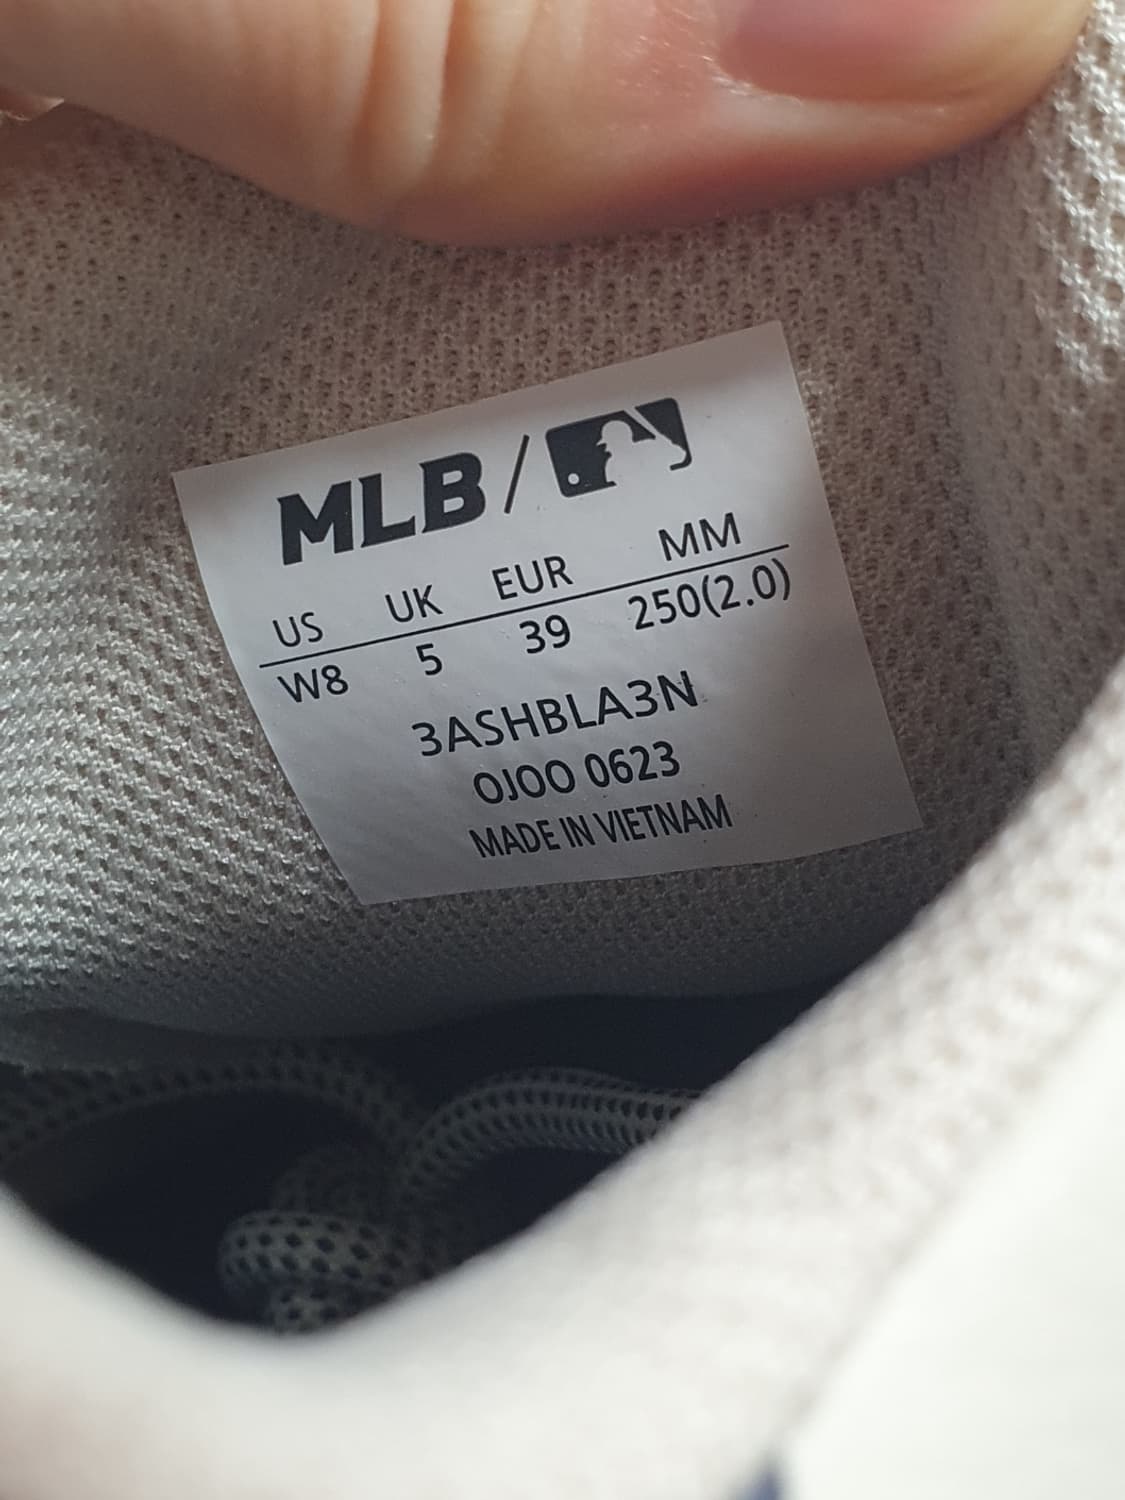 MLB/
US UK EUR MM
W8 5 39 250(2.0)
3ASHBLA3N
OJOO 0623
MADE IN VIETNAM